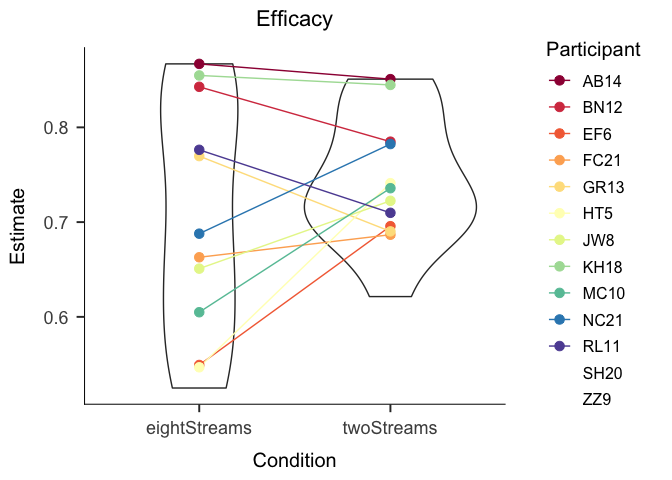 Efficacy
Participant
AB14
BN12
EF6
FC21
GR13
HT5
JW8
KH18
MC10
NC21
RL11
SH20
ZZ9
Estimate
0.8
0.7
0.6
eightStreams
twoStreams
Condition